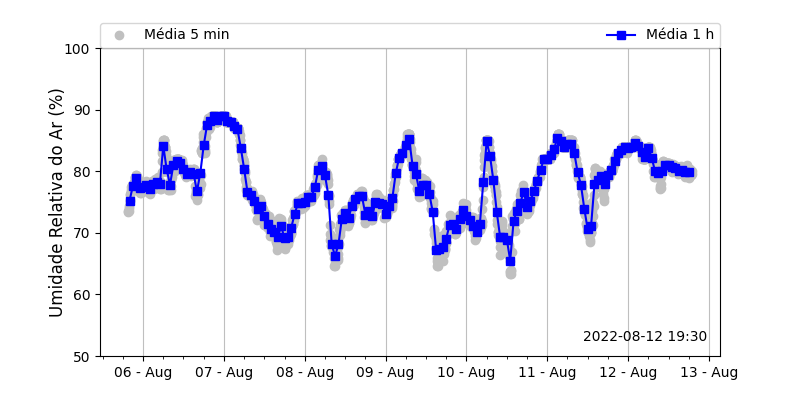 Média 5 min
Média 1 h
Umidade Relativa do Ar (%)
100
90
80
70
60
50
2022-08-12 19:30
06 - Aug
07 - Aug
08 - Aug
09 - Aug
10 - Aug
11 - Aug
12 - Aug
13 - Aug